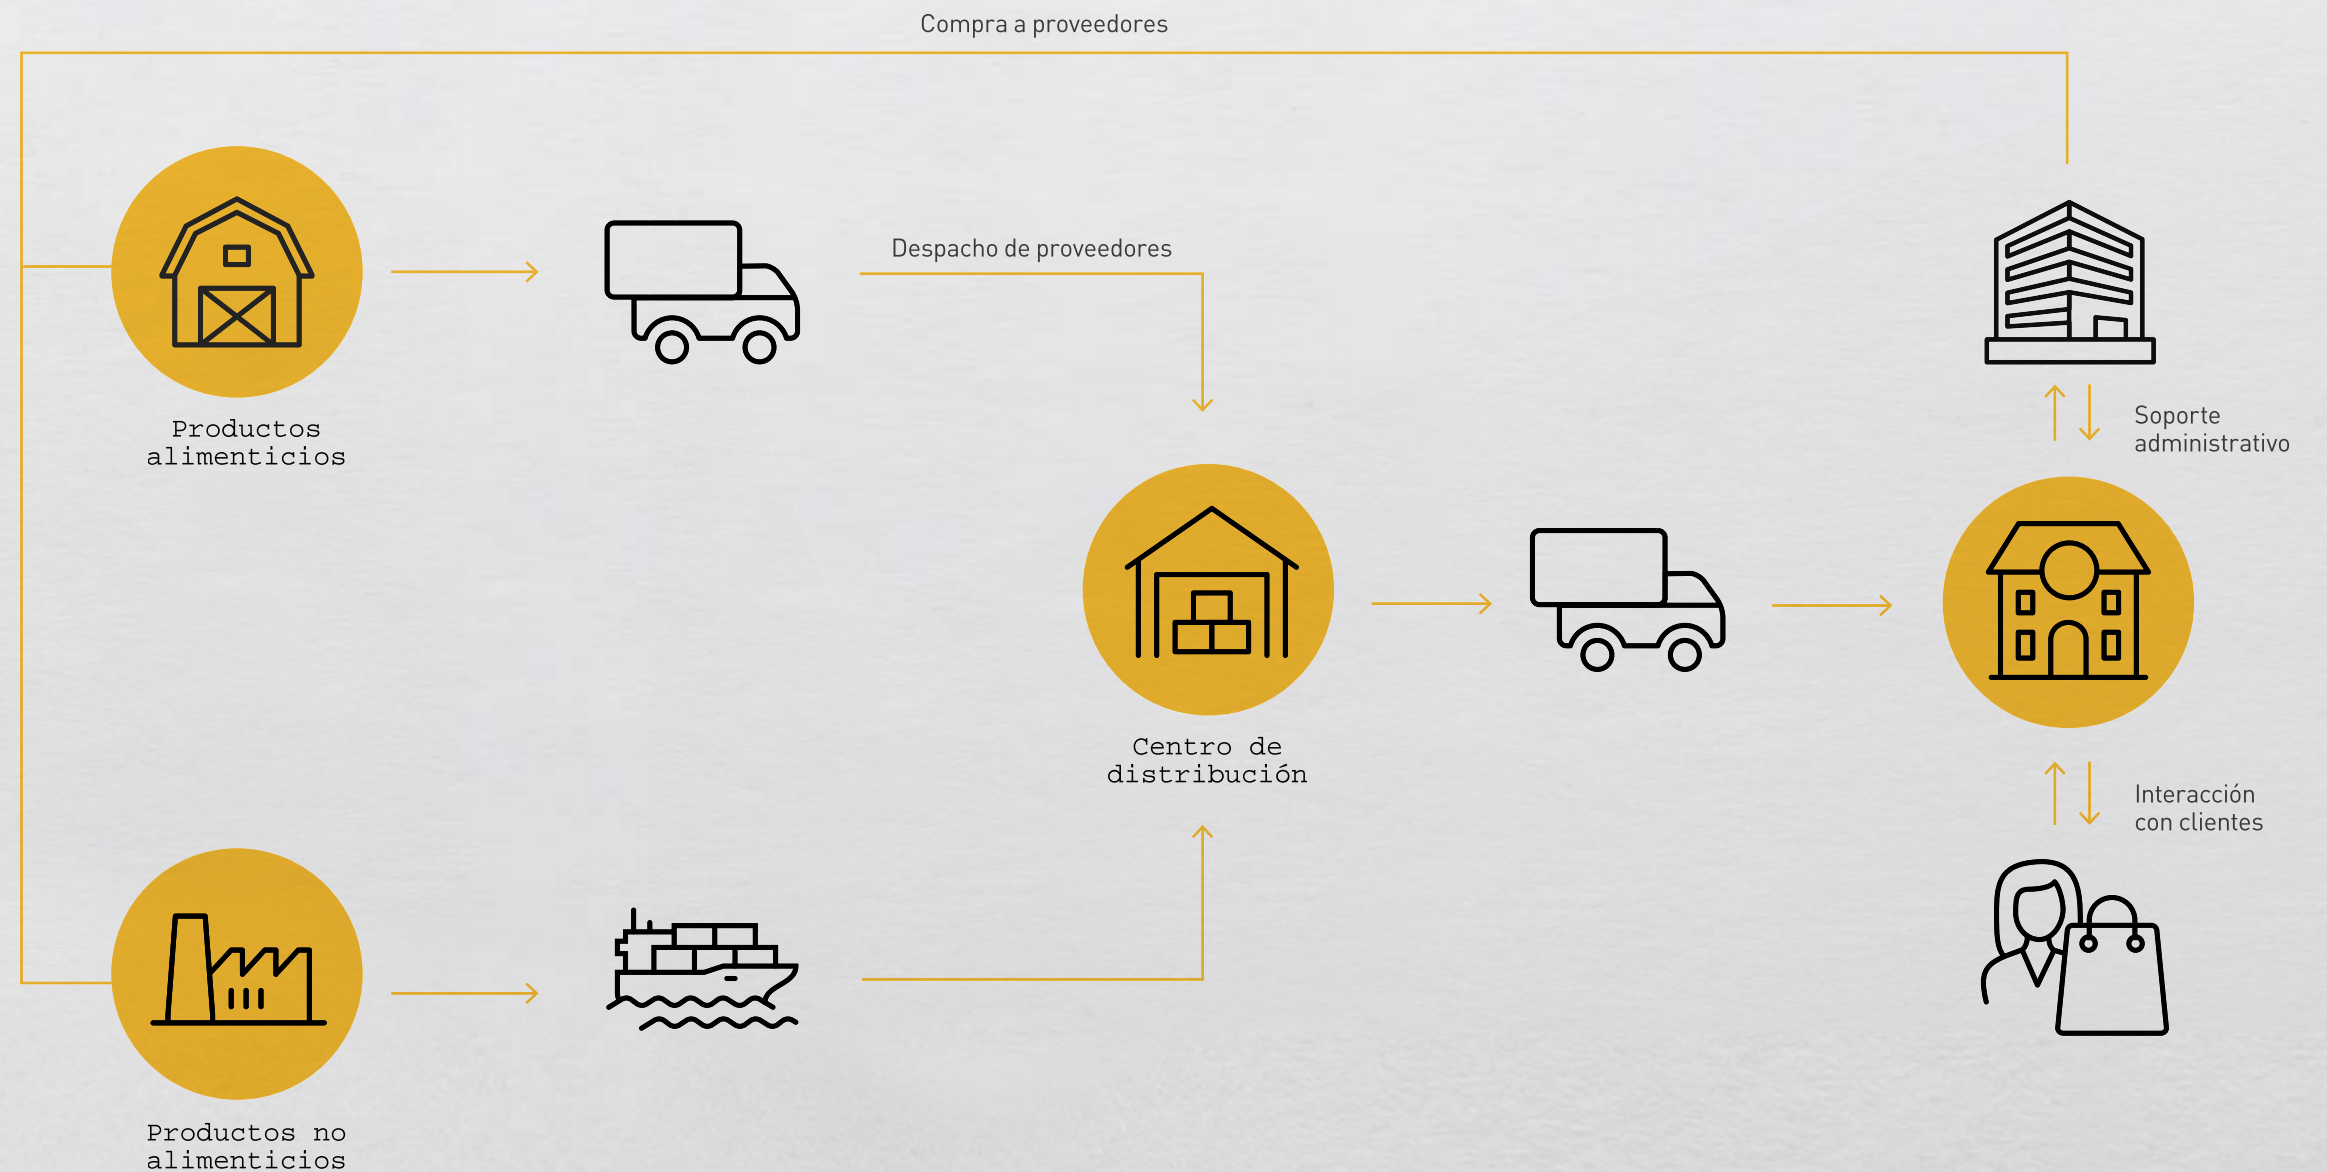 Compra a proveedores
Despacho de proveedores
Productos
alimenticios
Soporte
administrativo
Centro de
distribución
Interacción
con clientes
Productos no
alimenticios